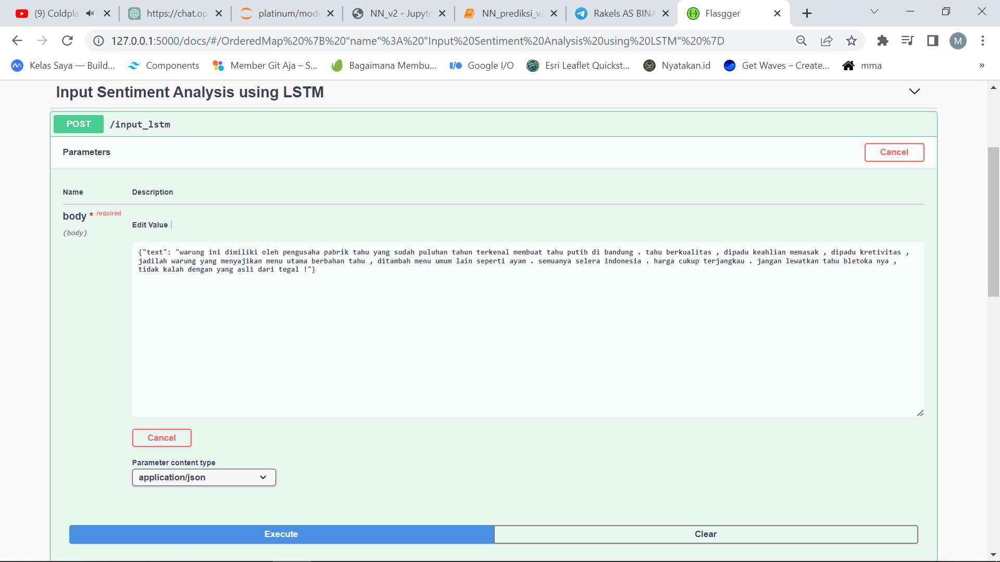 (9) Coldpla
https://chat.op
platinum/mode
NN_v2 - Jupyte
NN_prediksi_v2
Rakels AS BINA
Flasgger
127.0.0.1:5000/docs/#/OrderedMap%20%7B%20"name"%3A%20"Input%20Sentiment%20Analysis%20using%20LSTM"%20%7D
M
Kelas Saya — Build...
Components
Member Git Aja – S...
Bagaimana Membu...
Google I/O
Esri Leaflet Quickst...
Nyatakan.id
Get Waves – Create...
mma
»
Input Sentiment Analysis using LSTM
POST /input_lstm
Parameters
Cancel
Name
Description
body * required
(body)
Edit Value
{"text": "warung ini dimiliki oleh pengusaha pabrik tahu yang sudah puluhan tahun terkenal membuat tahu putih di bandung . tahu berkualitas , dipadu keahlian memasak , dipadu kretivitas ,
jadilah warung yang menyajikan menu utama berbahan tahu , ditambah menu umum lain seperti ayam . semuanya selera indonesia . harga cukup terjangkau . jangan lewatkan tahu bletoka nya ,
tidak kalah dengan yang asli dari tegal !"}
Cancel
Parameter content type
application/json
Execute
Clear